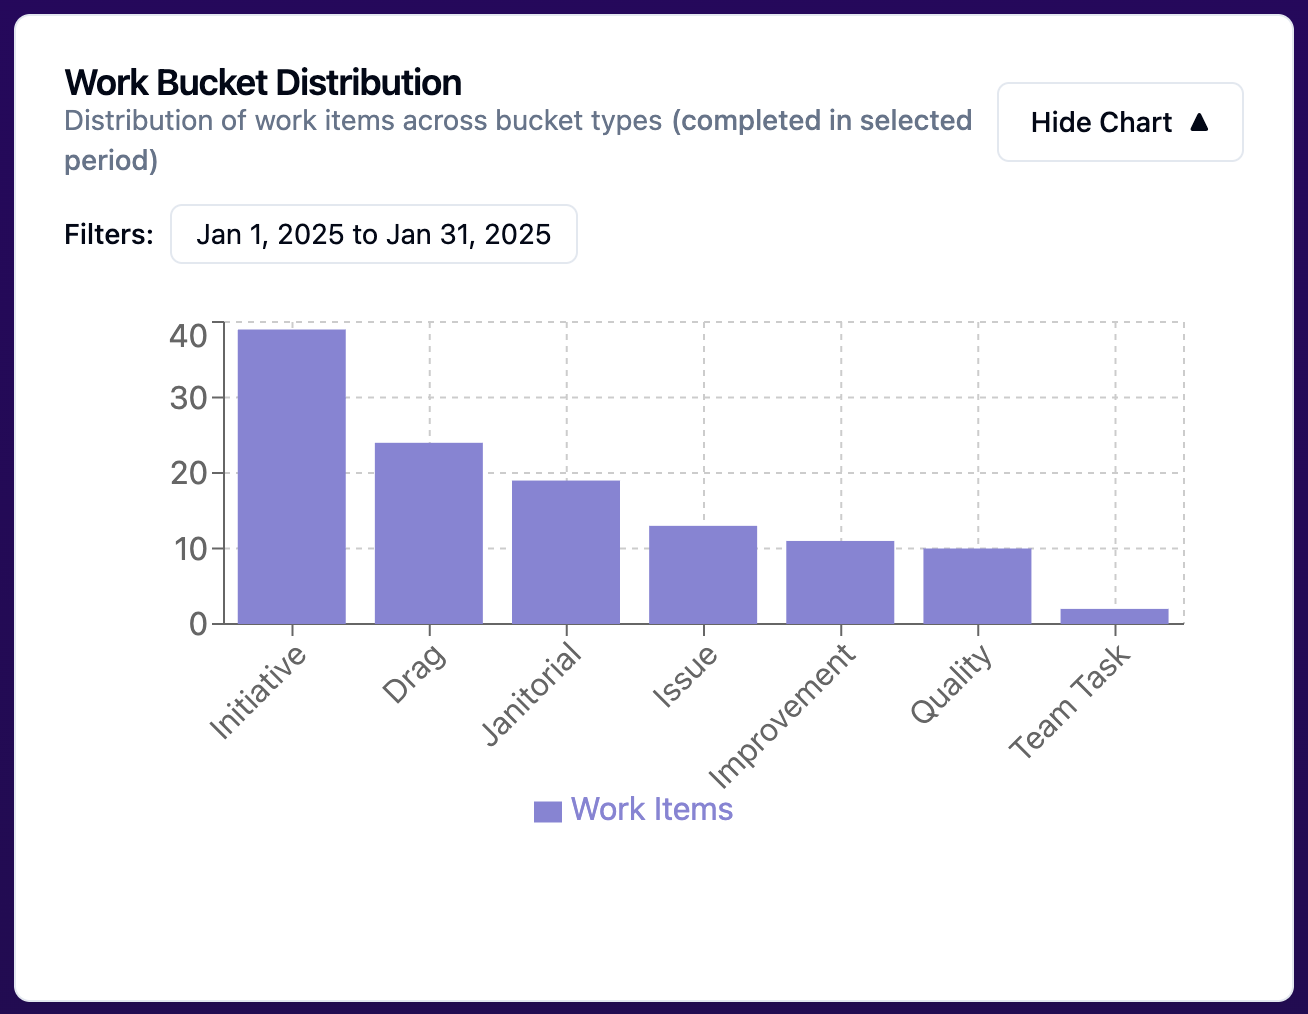 Work Bucket Distribution
Distribution of work items across bucket types (completed in selected
period)
Hide Chart ▲
Filters:
Jan 1, 2025 to Jan 31, 2025
40
30
20
10
0
Initiative
Drag
Janitorial
Issue
Improvement
Quality
Team Task
Work Items